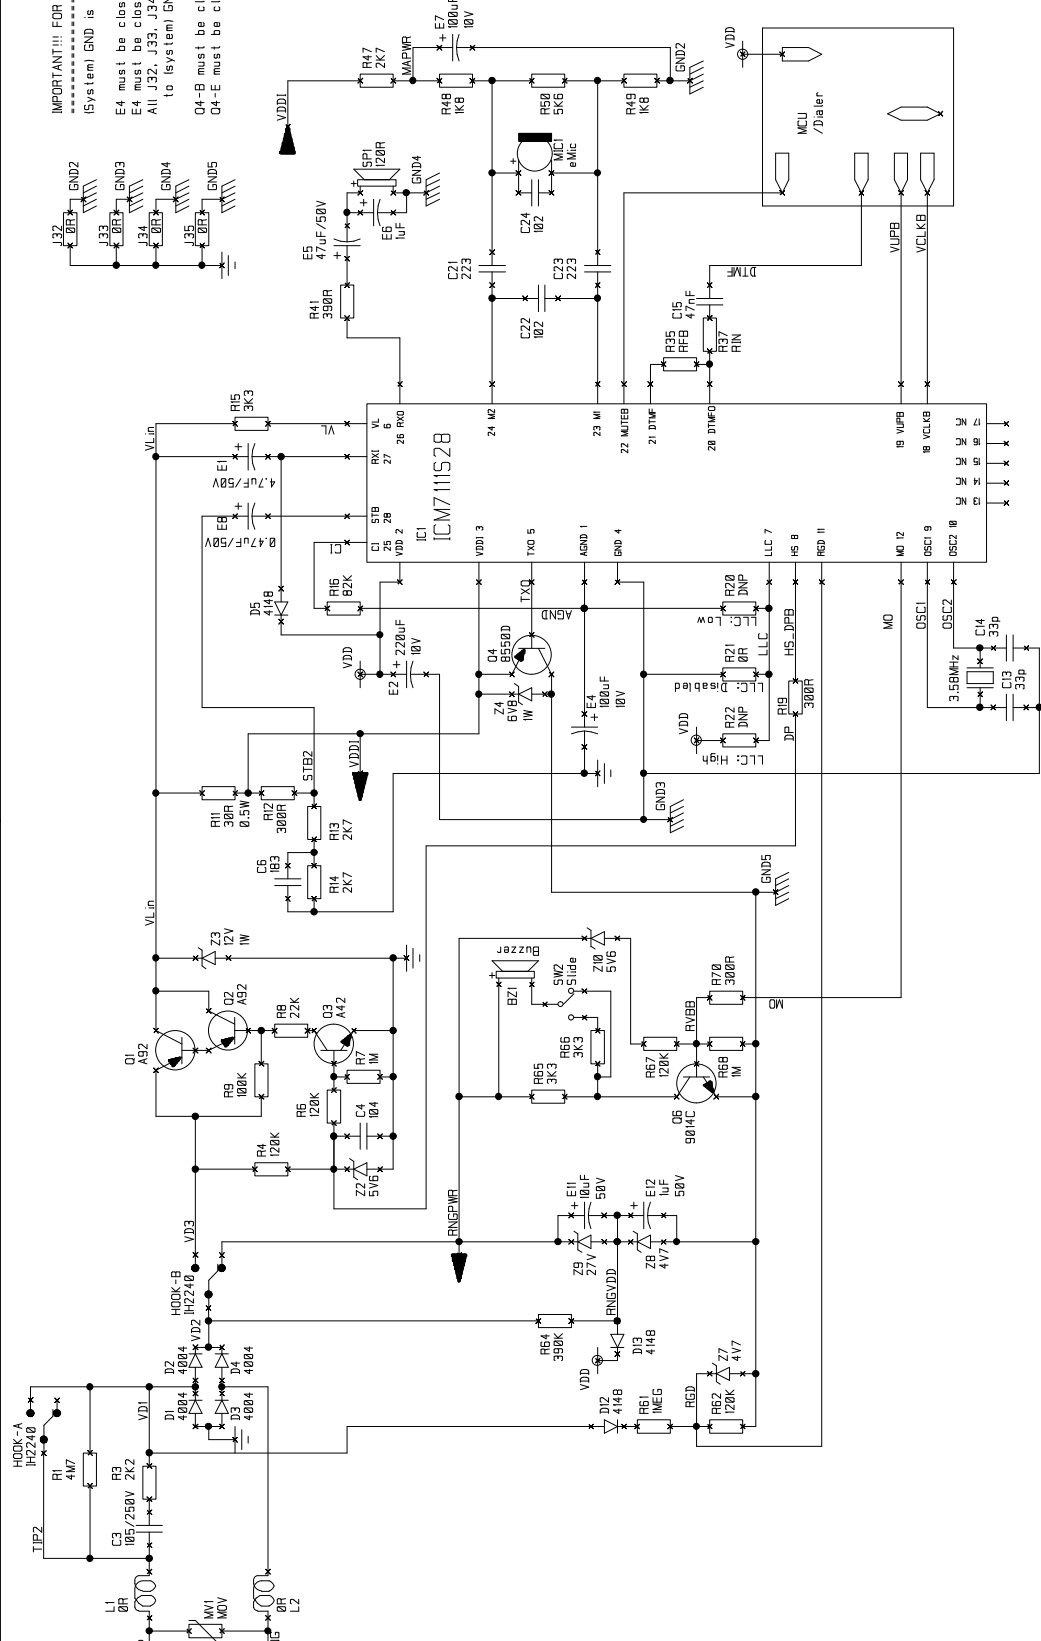 IMPORTANT!!! FOR
(System) GND is
E4 must be clos
E4 must be clos
All J32, J33, J34
to (system) GN
Q4-B must be cl
Q4-E must be cl
J32
0R
GND2
J33
0R
GND3
J34
0R
GND4
J35
0R
GND5
VDDI
R47
2K7
MAPWR
E7
100uF
10V
R48
1K8
R50
5K6
R49
1K8
GND2
VDD
MCU
/Dialer
SP1
120R
GND4
E5
47uF/50V
E6
1uF
R41
390R
MIC1
eMic
C24
102
C21
223
C23
223
C22
102
DTMF
C15
47nF
R35
RFB
R37
RIN
VUPB
VCLKB
VLin
R15
3K3
VL
E1
4.7uF/50V
E8
0.47uF/50V
CI
VL
6
26 RXO
24 M2
23 M1
22 MUTEB
21 DTMF
20 DTMFO
19 VUPB
18 VCLKB
RXI
27
STB
28
CI
25
IC1
ICM7111S28
17 NC
16 NC
15 NC
14 NC
13 NC
VDD 2
VDDI 3
TXO 5
AGND 1
GND 4
LLC 7
HS 8
RGD 11
MO 12
OSC1 9
OSC2 10
D5
4148
R16
82K
VDD
E2
220uF
10V
Q4
8550D
TXO
AGND
Z4
6V8
1W
E4
100uF
10V
R20
DNP
LLC: Low
R21
0R
LLC: Disabled
R22
DNP
LLC: High
VDD
LLC
HS_DPB
R19
300R
DP
MO
OSC1
OSC2
3.58MHz
C14
33p
C13
33p
R11
30R
0.5W
R12
300R
STB2
VDDI
R13
2K7
C6
183
R14
2K7
GND3
GND5
VLin
Z3
12V
1W
Q1
A92
Q2
A92
R9
100K
R8
22K
Q3
A42
R7
1M
R6
120K
C4
104
R4
120K
Z2
5V6
Buzzer
BZ1
SW2
Slide
Z10
5V6
R66
3K3
R65
3K3
R67
120K
RVBB
R70
300R
R68
1M
MO
Q6
9014C
VD3
HOOK-B
IH2240
VD2
RNGPWR
E11
10uF
50V
E12
1uF
50V
Z9
27V
Z8
4V7
RNGVDD
R64
390K
VDD
D13
4148
D2
4004
D4
4004
D1
4004
D3
4004
VD1
HOOK-A
IH2240
R1
4M7
R3
2K2
C3
105/250V
TIP2
D12
4148
R61
1MEG
RGD
R62
120K
Z7
4V7
L1
0R
MV1
MOV
0R
L2